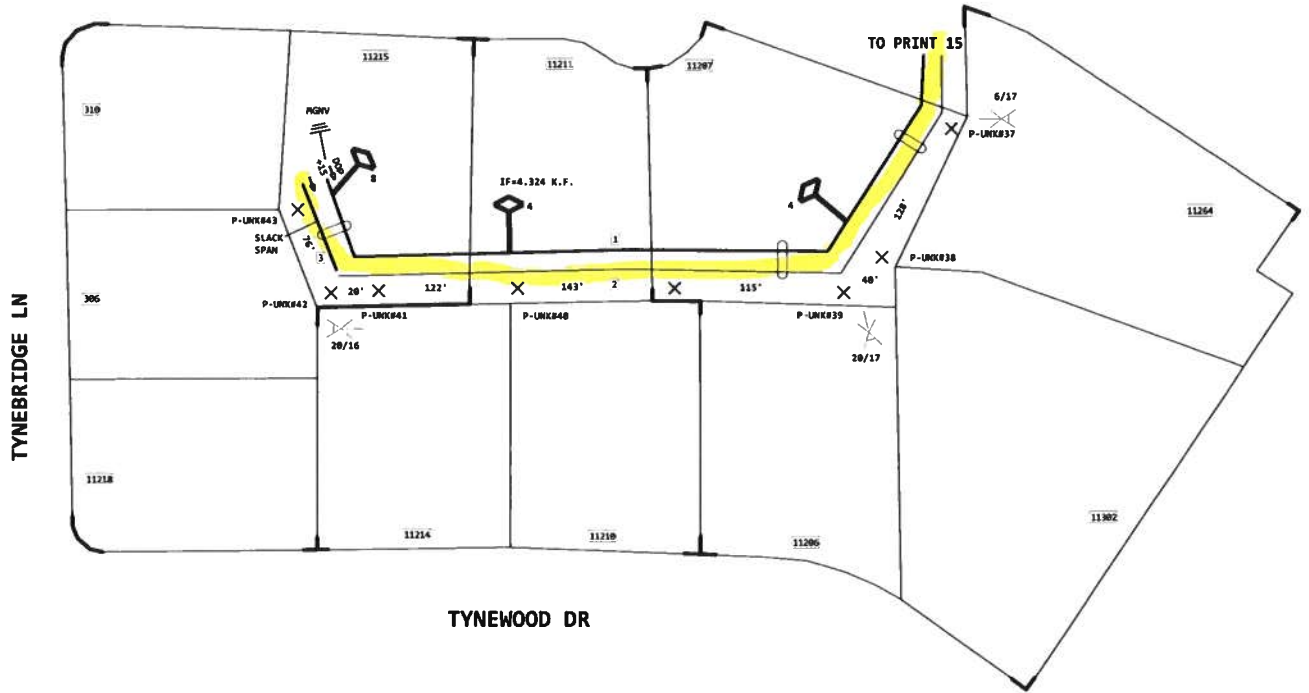 TO PRINT 15
11215
11211
11207
6/17
310
MGNV
P-UNK#37
8
IF=4.324 K.F.
4
4
128'
11264
P-UNK#43
SLACK
SPAN
76'
3
1
P-UNK#38
40'
306
P-UNK#42
20'
122'
143'
2
115'
P-UNK#41
P-UNK#40
P-UNK#39
20/16
20/17
TYNEBRIDGE LN
11218
11214
11210
11206
11302
TYNEWOOD DR